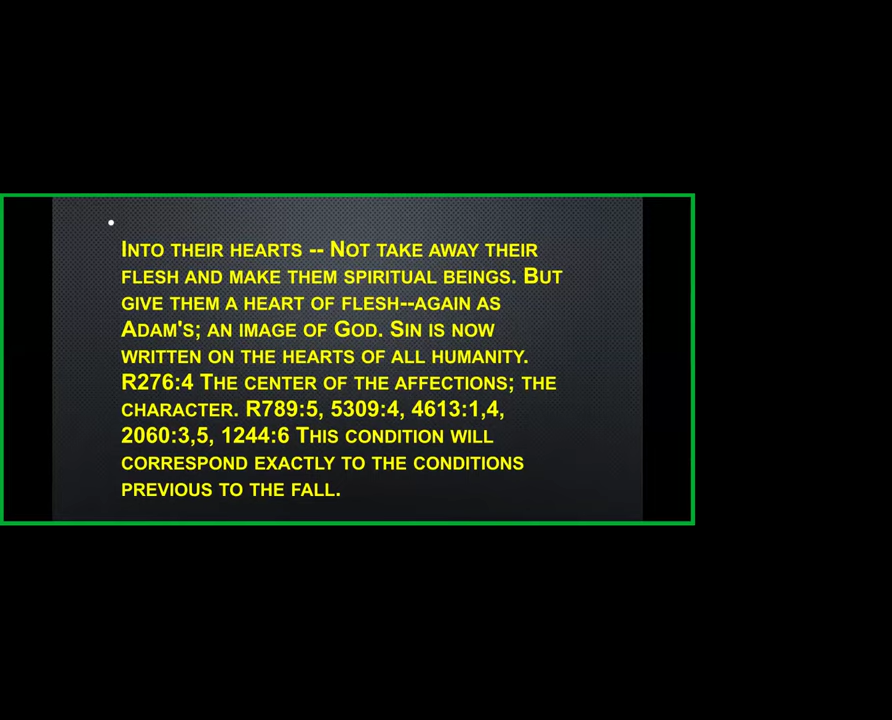 INTO THEIR HEARTS -- NOT TAKE AWAY THEIR
FLESH AND MAKE THEM SPIRITUAL BEINGS. BUT
GIVE THEM A HEART OF FLESH--AGAIN AS
ADAM'S; AN IMAGE OF GOD. SIN IS NOW
WRITTEN ON THE HEARTS OF ALL HUMANITY.
R276:4 THE CENTER OF THE AFFECTIONS; THE
CHARACTER. R789:5, 5309:4, 4613:1,4,
2060:3,5, 1244:6 THIS CONDITION WILL
CORRESPOND EXACTLY TO THE CONDITIONS
PREVIOUS TO THE FALL.